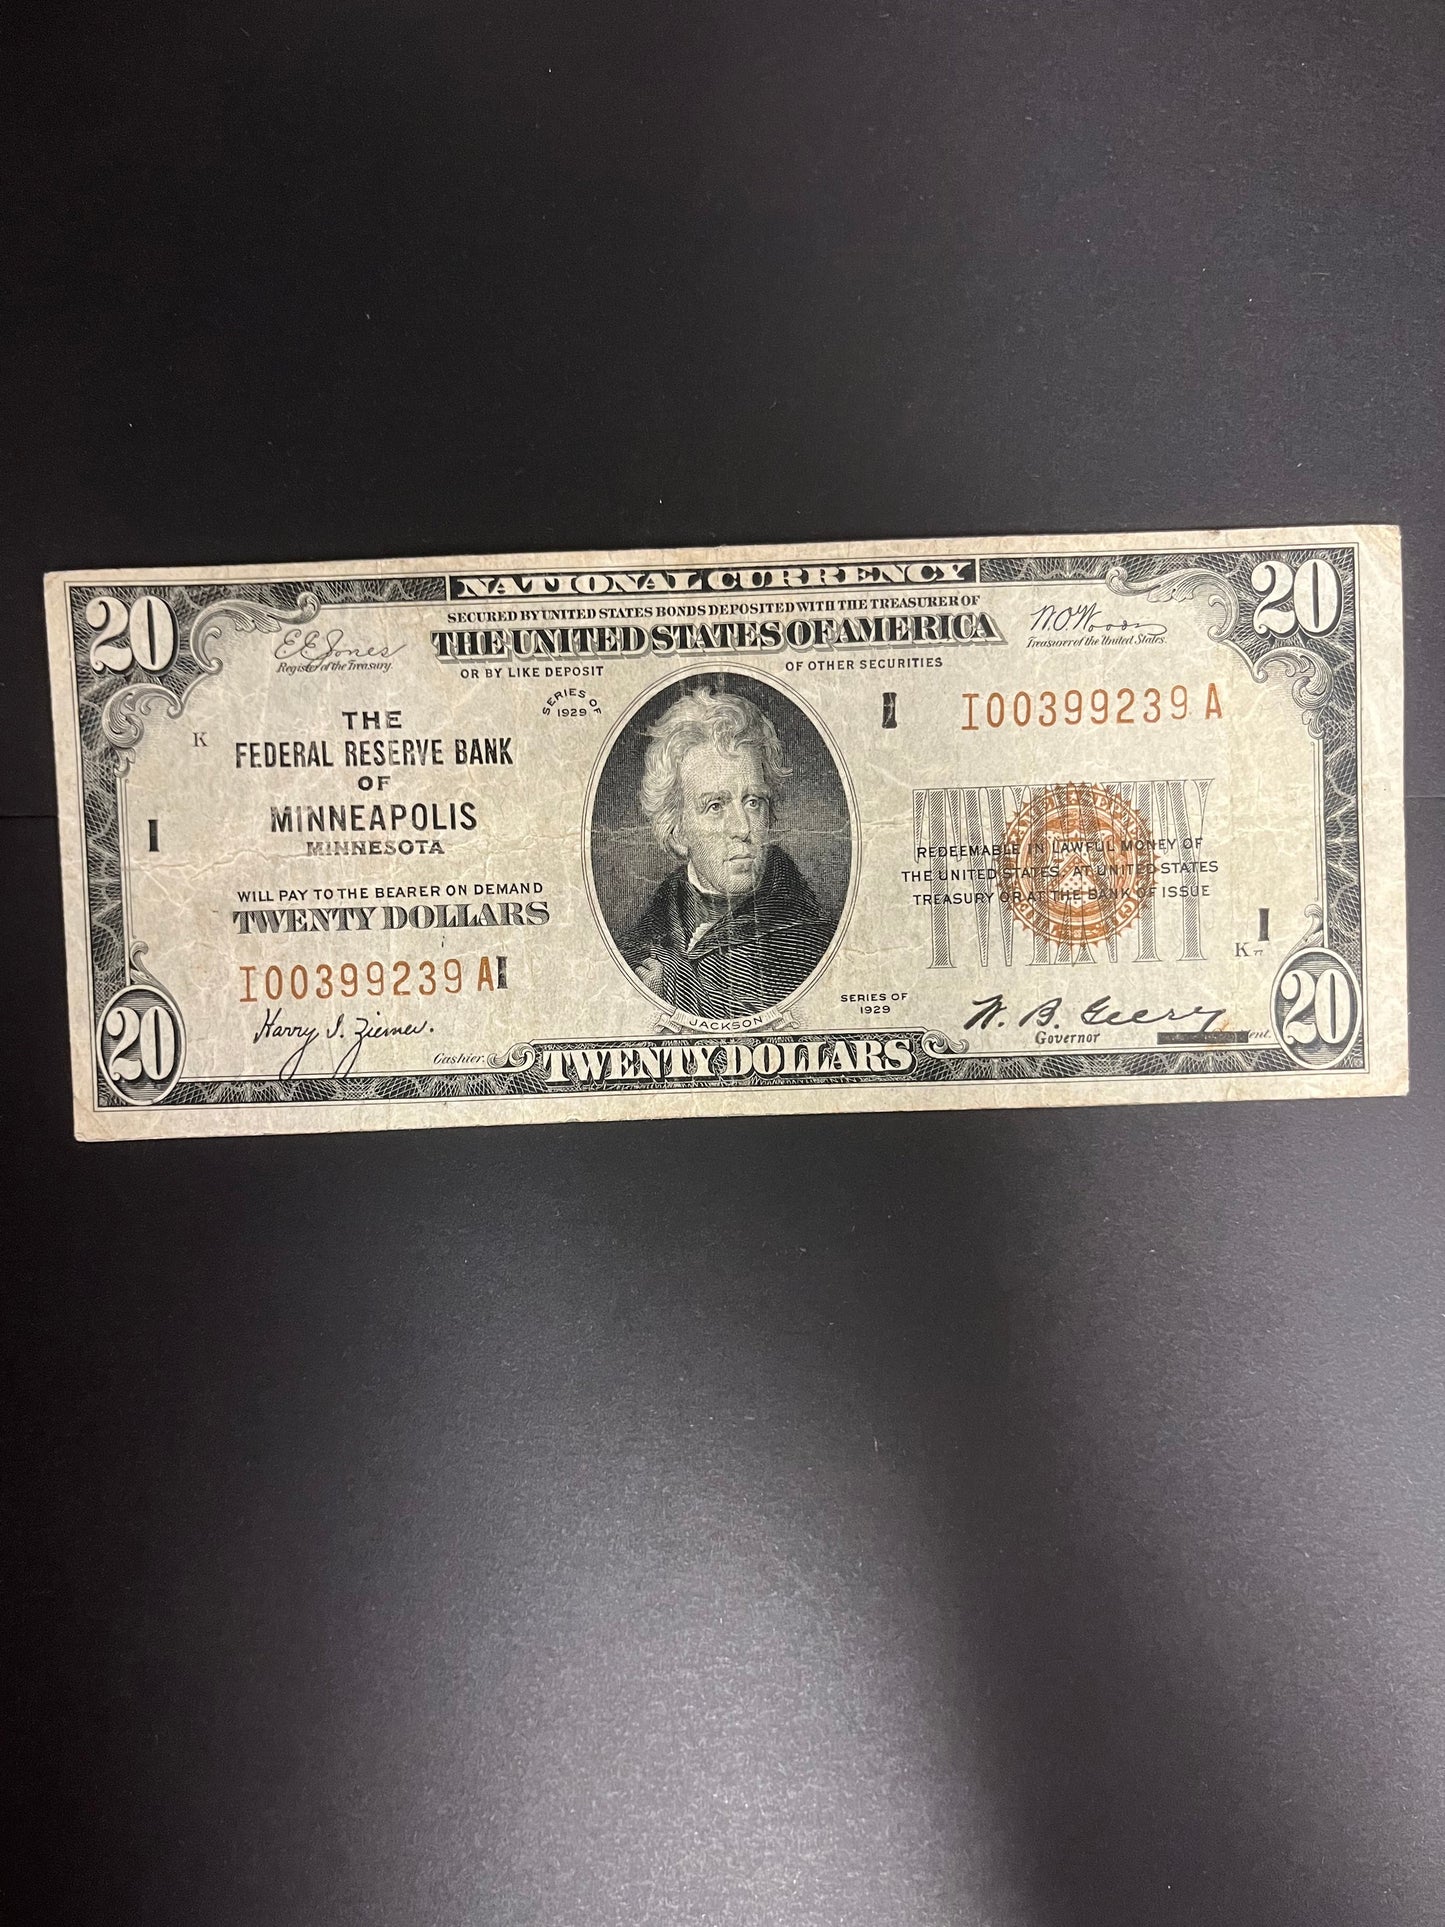 NATIONAL CURRENCY
20
20
SECURED BY UNITED STATES BONDS DEPOSITED WITH THE TREASURER OF
THE UNITED STATES OF AMERICA
OR BY LIKE DEPOSIT OF OTHER SECURITIES
E.E. Jones
Register of the Treasury.
W.O. Woods
Treasurer of the United States.
SERIES OF
1929
I
I00399239 A
K
THE
FEDERAL RESERVE BANK
OF
MINNEAPOLIS
MINNESOTA
I
WILL PAY TO THE BEARER ON DEMAND
TWENTY DOLLARS
I00399239 A I
Harry I. Ziemer.
Cashier.
JACKSON
TWENTY
REDEEMABLE IN LAWFUL MONEY OF
THE UNITED STATES, AT UNITED STATES
TREASURY OR AT THE BANK OF ISSUE
I
K
SERIES OF
1929
W. B. Geery
Governor
ent.
20
TWENTY DOLLARS
20